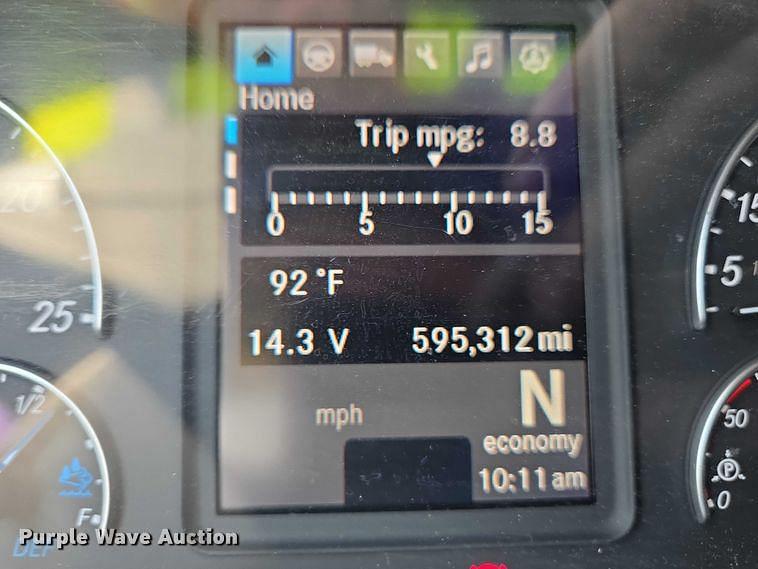 Home
Trip mpg: 8.8
0 5 10 15
92 °F
14.3 V 595,312 mi
N
mph
economy
10:11 am
20
25
1/2
F
DEF
15
5
50
P
0
Purple Wave Auction